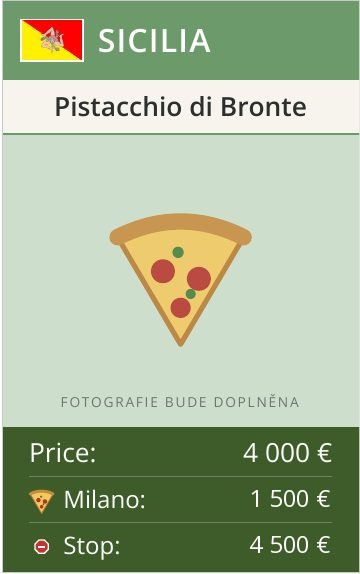 SICILIA
Pistacchio di Bronte
FOTOGRAFIE BUDE DOPLNĚNA
Price: 4 000 €
Milano: 1 500 €
Stop: 4 500 €